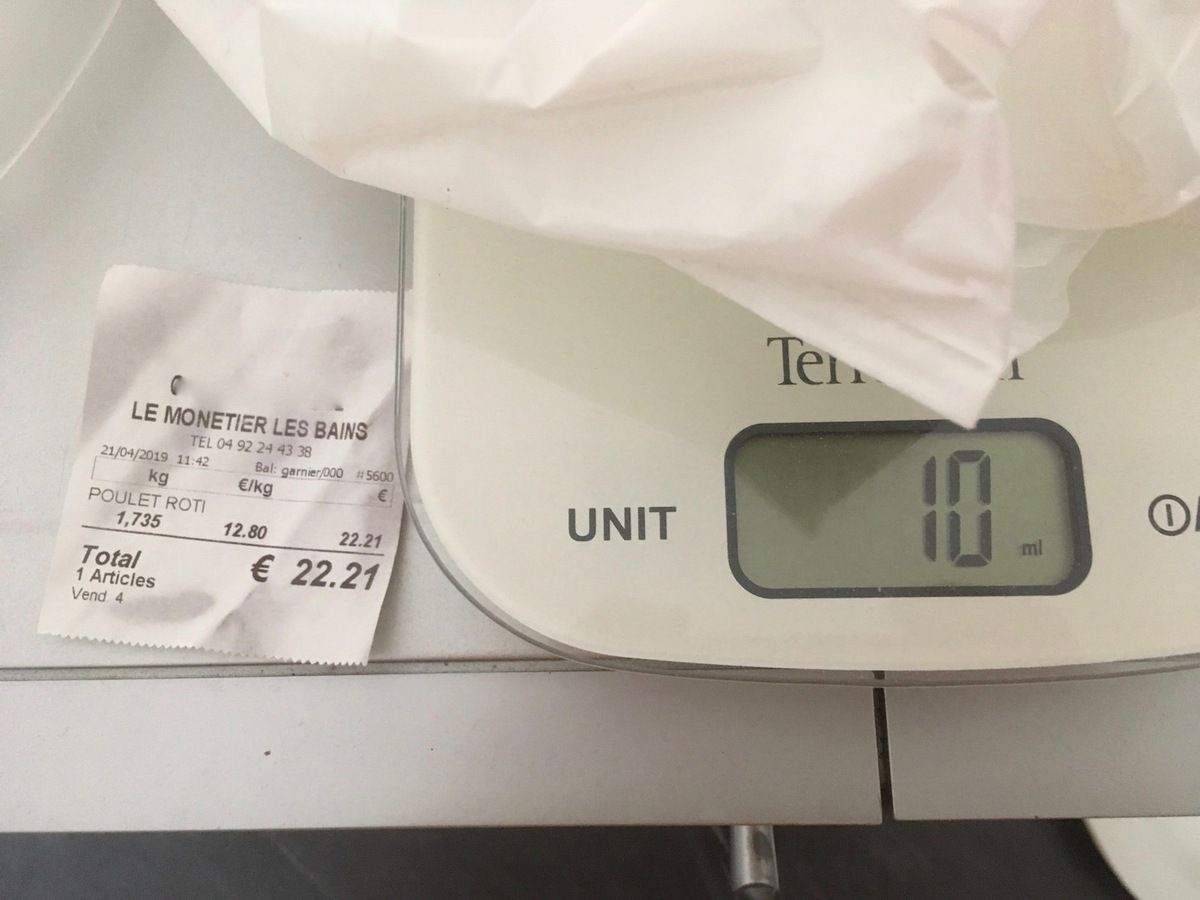 LE MONETIER LES BAINS
TEL 04 92 24 43 38
21/04/2019 11:42 Bal: garnier/000 #5600
kg €/kg €
POULET ROTI
1,735 12.80 22.21
Total € 22.21
1 Articles
Vend 4
UNIT
10 ml